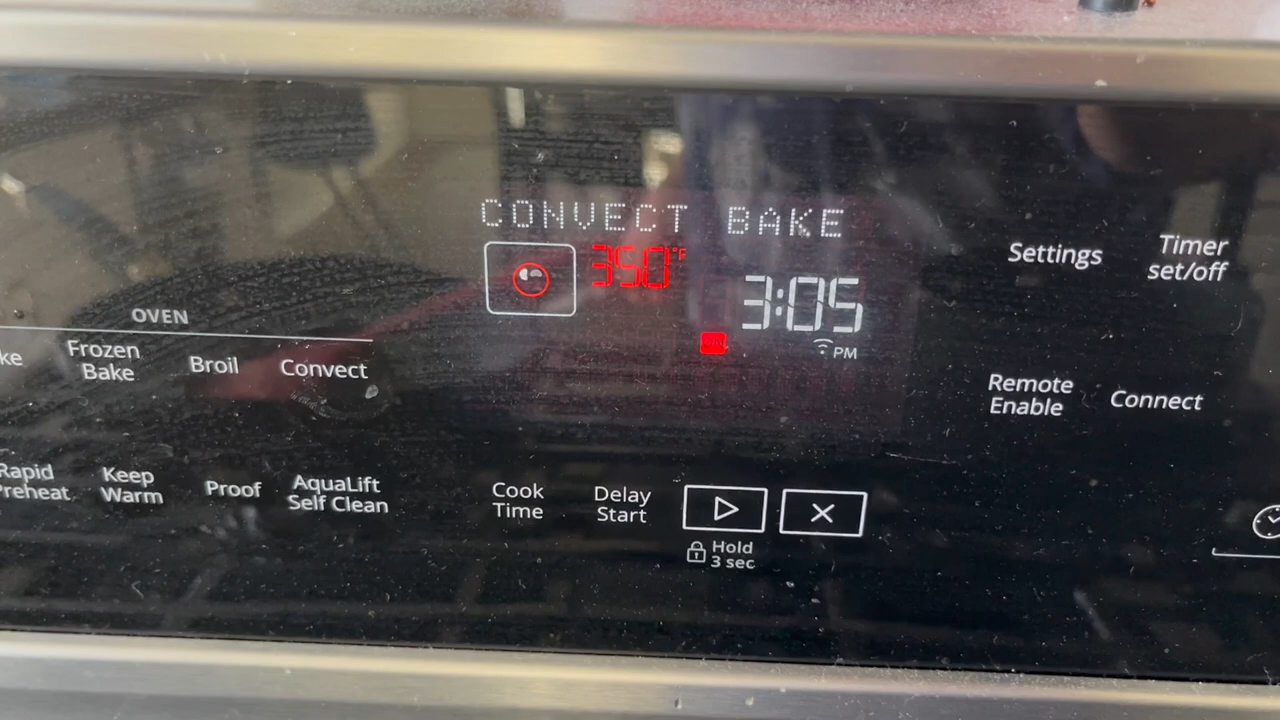 CONVECT BAKE
350°F
3:05
PM
Settings
Timer
set/off
OVEN
Frozen
Bake
Broil
Convect
Remote
Enable
Connect
Rapid
Preheat
Keep
Warm
Proof
AquaLift
Self Clean
Cook
Time
Delay
Start
Hold
3 sec